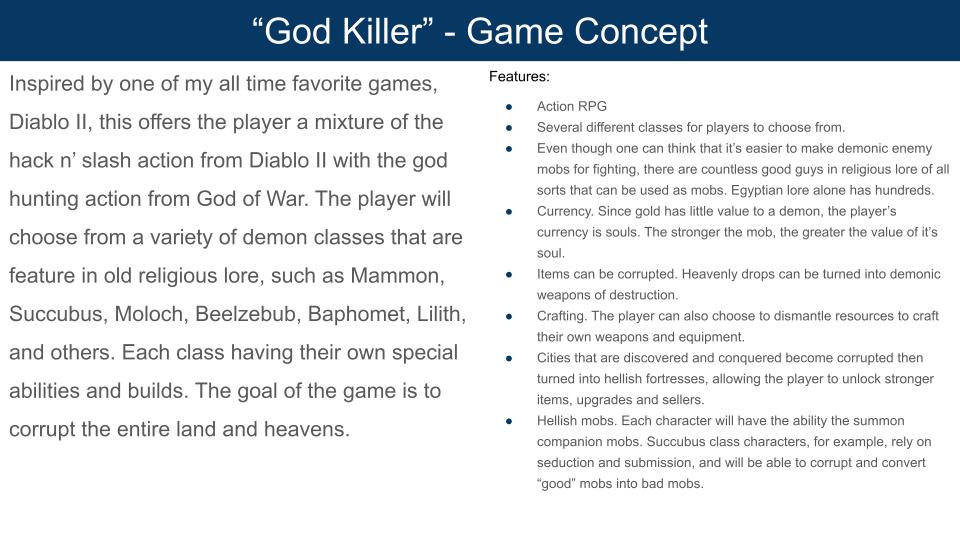 “God Killer” - Game Concept
Inspired by one of my all time favorite games,
Diablo II, this offers the player a mixture of the
hack n’ slash action from Diablo II with the god
hunting action from God of War. The player will
choose from a variety of demon classes that are
feature in old religious lore, such as Mammon,
Succubus, Moloch, Beelzebub, Baphomet, Lilith,
and others. Each class having their own special
abilities and builds. The goal of the game is to
corrupt the entire land and heavens.
Features:
● Action RPG
● Several different classes for players to choose from.
● Even though one can think that it’s easier to make demonic enemy
mobs for fighting, there are countless good guys in religious lore of all
sorts that can be used as mobs. Egyptian lore alone has hundreds.
● Currency. Since gold has little value to a demon, the player’s
currency is souls. The stronger the mob, the greater the value of it’s
soul.
● Items can be corrupted. Heavenly drops can be turned into demonic
weapons of destruction.
● Crafting. The player can also choose to dismantle resources to craft
their own weapons and equipment.
● Cities that are discovered and conquered become corrupted then
turned into hellish fortresses, allowing the player to unlock stronger
items, upgrades and sellers.
● Hellish mobs. Each character will have the ability the summon
companion mobs. Succubus class characters, for example, rely on
seduction and submission, and will be able to corrupt and convert
“good” mobs into bad mobs.